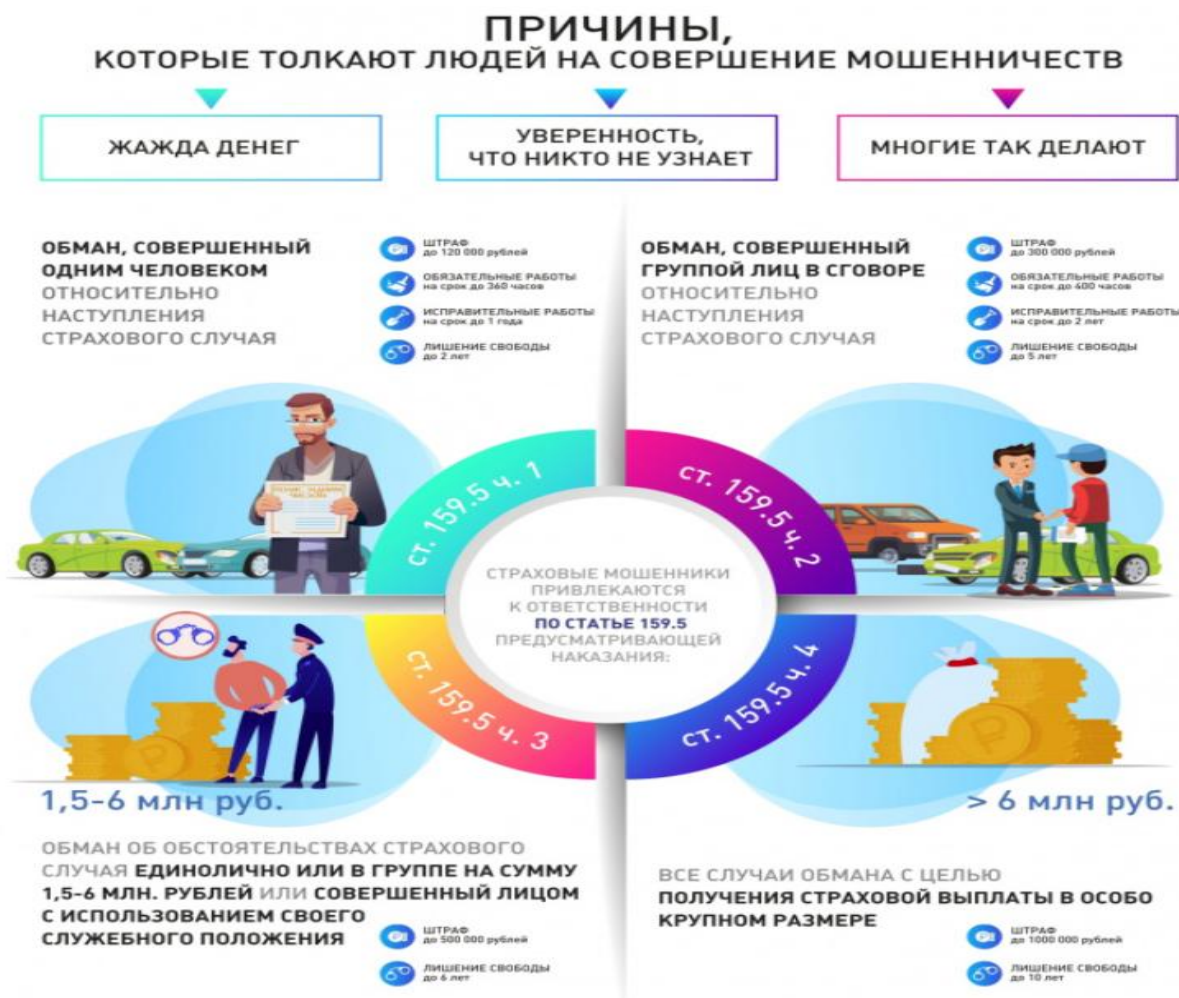 ПРИЧИНЫ,
КОТОРЫЕ ТОЛКАЮТ ЛЮДЕЙ НА СОВЕРШЕНИЕ МОШЕННИЧЕСТВ
ЖАЖДА ДЕНЕГ
УВЕРЕННОСТЬ,
ЧТО НИКТО НЕ УЗНАЕТ
МНОГИЕ ТАК ДЕЛАЮТ
ОБМАН, СОВЕРШЕННЫЙ
ОДНИМ ЧЕЛОВЕКОМ
ОТНОСИТЕЛЬНО
НАСТУПЛЕНИЯ
СТРАХОВОГО СЛУЧАЯ
ШТРАФ
до 120 000 рублей
ОБЯЗАТЕЛЬНЫЕ РАБОТЫ
на срок до 360 часов
ИСПРАВИТЕЛЬНЫЕ РАБОТЫ
на срок до 1 года
ЛИШЕНИЕ СВОБОДЫ
до 2 лет
ОБМАН, СОВЕРШЕННЫЙ
ГРУППОЙ ЛИЦ В СГОВОРЕ
ОТНОСИТЕЛЬНО
НАСТУПЛЕНИЯ
СТРАХОВОГО СЛУЧАЯ
ШТРАФ
до 300 000 рублей
ОБЯЗАТЕЛЬНЫЕ РАБОТЫ
на срок до 400 часов
ИСПРАВИТЕЛЬНЫЕ РАБОТЫ
на срок до 2 лет
ЛИШЕНИЕ СВОБОДЫ
до 5 лет
ст. 159.5 ч. 1
ст. 159.5 ч. 2
СТРАХОВЫЕ МОШЕННИКИ
ПРИВЛЕКАЮТСЯ
К ОТВЕТСТВЕННОСТИ
ПО СТАТЬЕ 159.5
ПРЕДУСМАТРИВАЮЩЕЙ
НАКАЗАНИЯ:
ст. 159.5 ч. 3
ст. 159.5 ч. 4
1,5-6 млн руб.
ОБМАН ОБ ОБСТОЯТЕЛЬСТВАХ СТРАХОВОГО
СЛУЧАЯ ЕДИНОЛИЧНО ИЛИ В ГРУППЕ НА СУММУ
1,5-6 МЛН. РУБЛЕЙ ИЛИ СОВЕРШЕННЫЙ ЛИЦОМ
С ИСПОЛЬЗОВАНИЕМ СВОЕГО
СЛУЖЕБНОГО ПОЛОЖЕНИЯ
ШТРАФ
до 500 000 рублей
ЛИШЕНИЕ СВОБОДЫ
до 6 лет
> 6 млн руб.
ВСЕ СЛУЧАИ ОБМАНА С ЦЕЛЬЮ
ПОЛУЧЕНИЯ СТРАХОВОЙ ВЫПЛАТЫ В ОСОБО
КРУПНОМ РАЗМЕРЕ
ШТРАФ
до 1000 000 рублей
ЛИШЕНИЕ СВОБОДЫ
до 10 лет